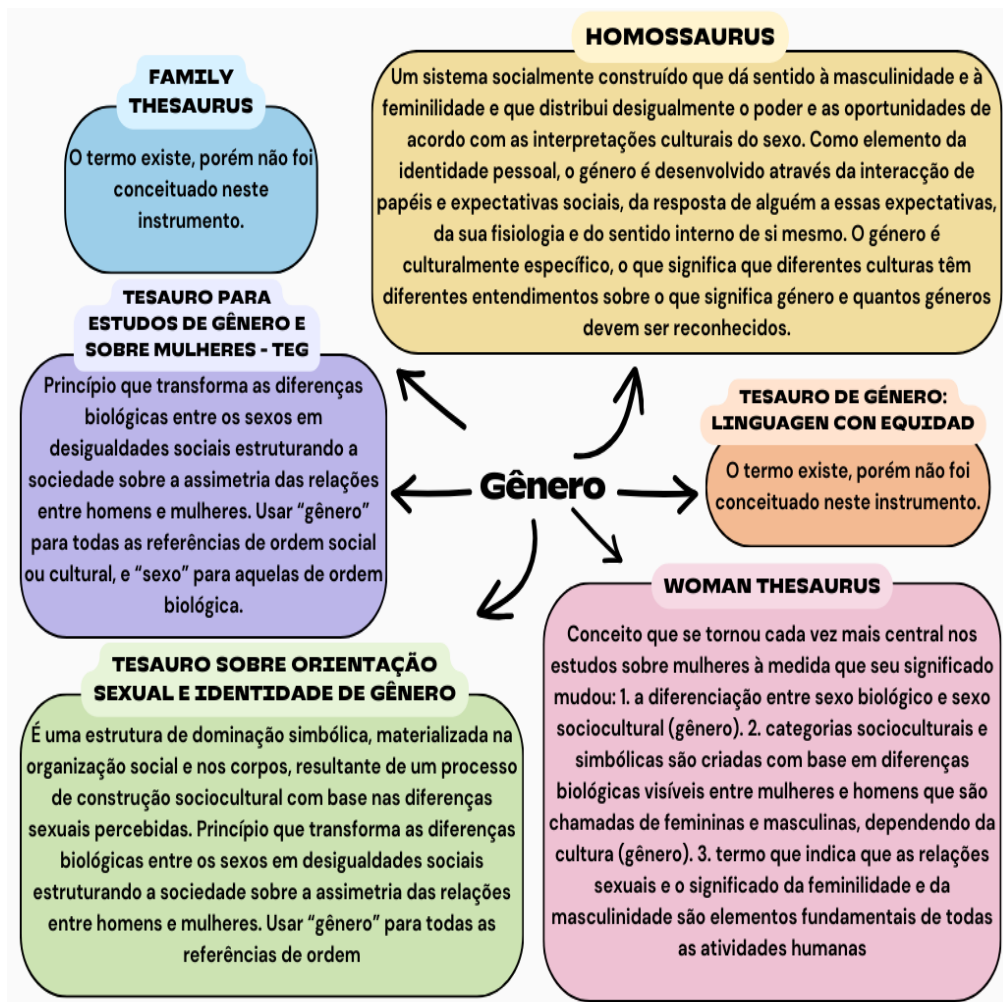 FAMILY
THESAURUS
O termo existe, porém não foi
conceituado neste
instrumento.
HOMOSSAURUS
Um sistema socialmente construído que dá sentido à masculinidade e à
feminilidade e que distribui desigualmente o poder e as oportunidades de
acordo com as interpretações culturais do sexo. Como elemento da
identidade pessoal, o género é desenvolvido através da interacção de
papéis e expectativas sociais, da resposta de alguém a essas expectativas,
da sua fisiologia e do sentido interno de si mesmo. O género é
culturalmente específico, o que significa que diferentes culturas têm
diferentes entendimentos sobre o que significa género e quantos géneros
devem ser reconhecidos.
TESAURO PARA
ESTUDOS DE GÊNERO E
SOBRE MULHERES - TEG
Princípio que transforma as diferenças
biológicas entre os sexos em
desigualdades sociais estruturando a
sociedade sobre a assimetria das relações
entre homens e mulheres. Usar “gênero”
para todas as referências de ordem social
ou cultural, e “sexo” para aquelas de ordem
biológica.
Gênero
TESAURO DE GÉNERO:
LINGUAGEN CON EQUIDAD
O termo existe, porém não foi
conceituado neste instrumento.
TESAURO SOBRE ORIENTAÇÃO
SEXUAL E IDENTIDADE DE GÊNERO
É uma estrutura de dominação simbólica, materializada na
organização social e nos corpos, resultante de um processo
de construção sociocultural com base nas diferenças
sexuais percebidas. Princípio que transforma as diferenças
biológicas entre os sexos em desigualdades sociais
estruturando a sociedade sobre a assimetria das relações
entre homens e mulheres. Usar “gênero” para todas as
referências de ordem
WOMAN THESAURUS
Conceito que se tornou cada vez mais central nos
estudos sobre mulheres à medida que seu significado
mudou: 1. a diferenciação entre sexo biológico e sexo
sociocultural (gênero). 2. categorias socioculturais e
simbólicas são criadas com base em diferenças
biológicas visíveis entre mulheres e homens que são
chamadas de femininas e masculinas, dependendo da
cultura (gênero). 3. termo que indica que as relações
sexuais e o significado da feminilidade e da
masculinidade são elementos fundamentais de todas
as atividades humanas